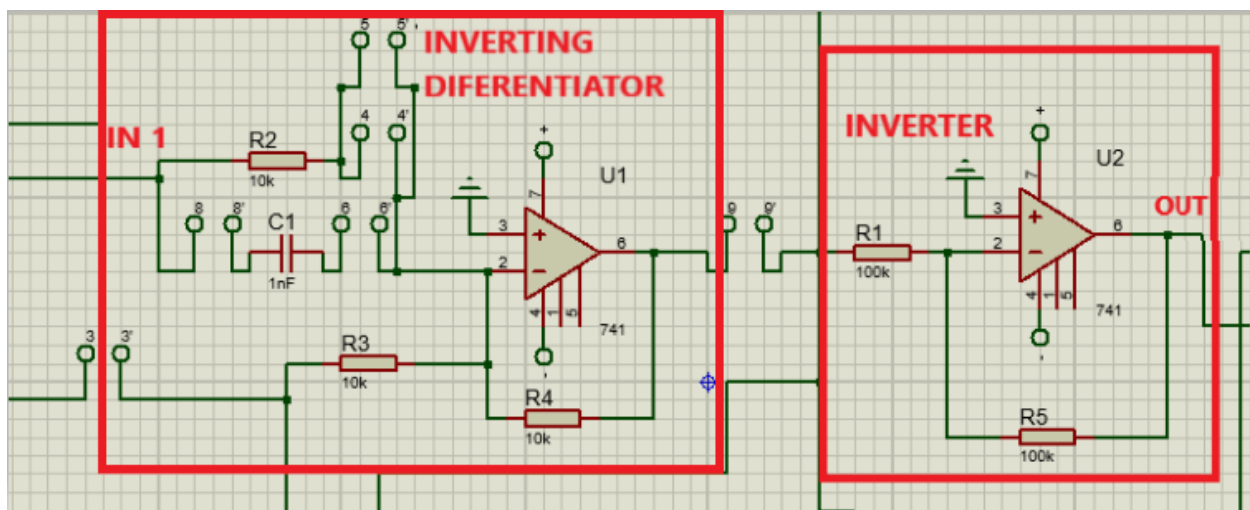 5 5'
INVERTING
DIFERENTIATOR
4 4'
IN 1
R2
10k
8 8' C1 6 6'
1nF
+
7
U1
3
+
2
−
6
4 1 5
741
-
9 9'
3 3'
R3
10k
R4
10k
INVERTER
+
7
U2
3
+
2
−
6
OUT
R1
100k
4 1 5
741
-
R5
100k